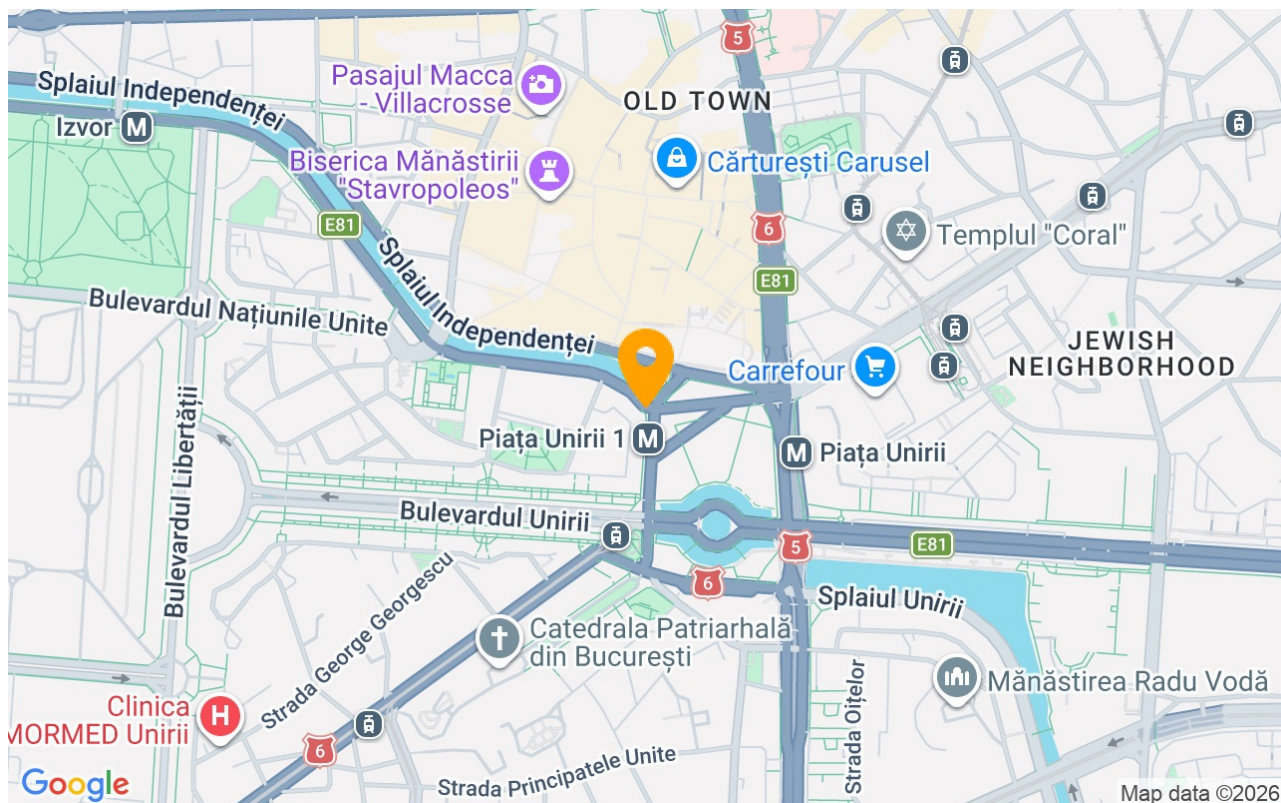 5
Splaiul Independenței
Pasajul Macca
- Villacrosse
OLD TOWN
Izvor
M
Cărturești Carusel
Biserica Mănăstirii
"Stavropoleos"
E81
6
Templul "Coral"
Splaiul Independenței
E81
Bulevardul Națiunile Unite
JEWISH
NEIGHBORHOOD
Carrefour
Bulevardul Libertății
Piața Unirii 1
M
M
Piața Unirii
Bulevardul Unirii
5
E81
6
Strada George Georgescu
Splaiul Unirii
Catedrala Patriarhală
din București
Strada Oițelor
Mănăstirea Radu Vodă
Clinica
MORMED Unirii
H
6
Strada Principatele Unite
Google
Map data ©2026